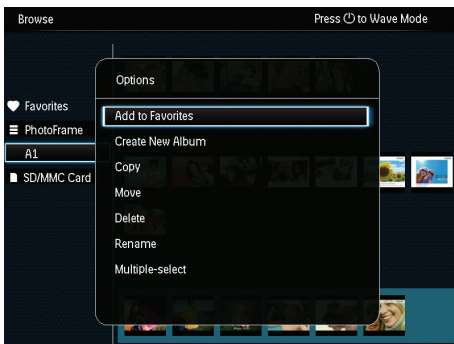 Browse
Press ⏻ to Wave Mode
Options
Favorites
PhotoFrame
A1
SD/MMC Card
Add to Favorites
Create New Album
Copy
Move
Delete
Rename
Multiple-select